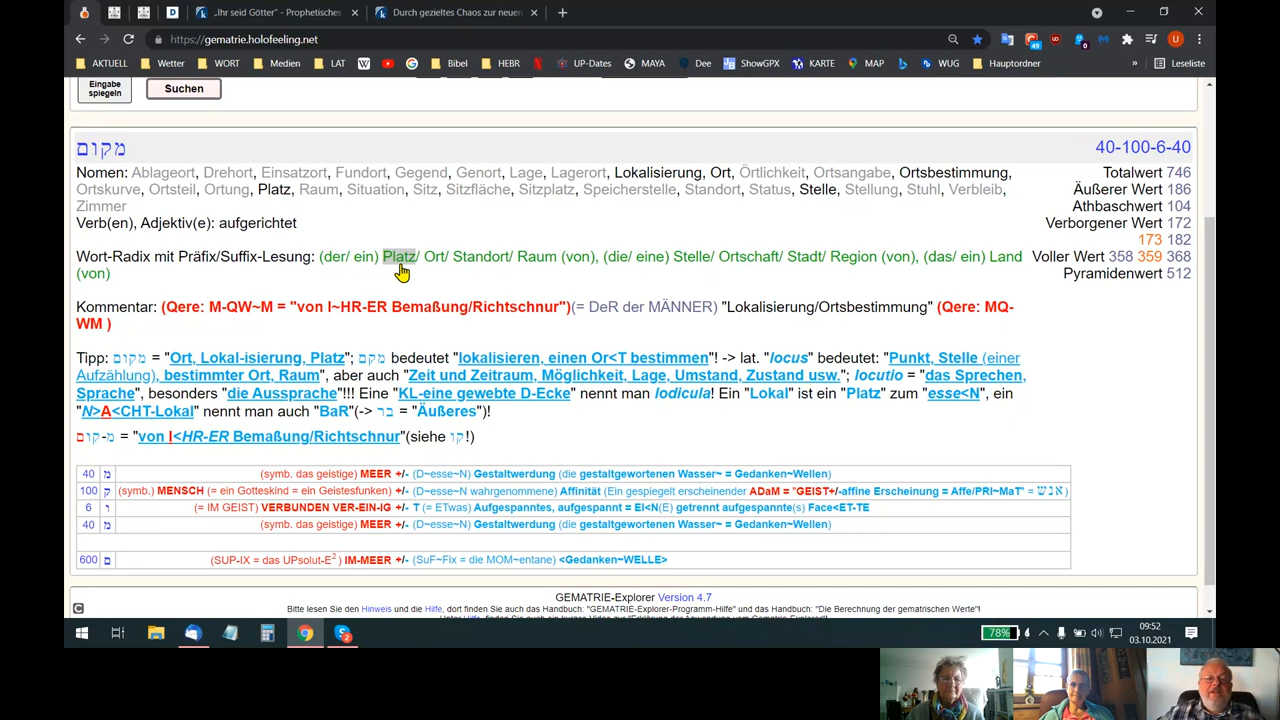 „Ihr seid Götter" - Prophetisches
Durch gezieltes Chaos zur neuen
https://gematrie.holofeeling.net
AKTUELL Wetter WORT Medien LAT Bibel HEBR UP-Dates MAYA Dee ShowGPX KARTE MAP WUG Hauptordner » Leseliste
Eingabe
spiegeln
Suchen
מקום 40-100-6-40
Nomen: Ablageort, Drehort, Einsatzort, Fundort, Gegend, Genort, Lage, Lagerort, Lokalisierung, Ort, Örtlichkeit, Ortsangabe, Ortsbestimmung, Totalwert 746
Ortskurve, Ortsteil, Ortung, Platz, Raum, Situation, Sitz, Sitzfläche, Sitzplatz, Speicherstelle, Standort, Status, Stelle, Stellung, Stuhl, Verbleib, Äußerer Wert 186
Zimmer Athbaschwert 104
Verb(en), Adjektiv(e): aufgerichtet Verborgener Wert 172
173 182
Wort-Radix mit Präfix/Suffix-Lesung: (der/ ein) Platz/ Ort/ Standort/ Raum (von), (die/ eine) Stelle/ Ortschaft/ Stadt/ Region (von), (das/ ein) Land Voller Wert 358 359 368
(von) Pyramidenwert 512
Kommentar: (Qere: M-QW~M = "von I~HR-ER Bemaßung/Richtschnur")(= DeR der MÄNNER) "Lokalisierung/Ortsbestimmung" (Qere: MQ-
WM )
Tipp: מקום = "Ort, Lokal-isierung, Platz"; מקם bedeutet "lokalisieren, einen Or<T bestimmen"! -> lat. "locus" bedeutet: "Punkt, Stelle (einer
Aufzählung), bestimmter Ort, Raum", aber auch "Zeit und Zeitraum, Möglichkeit, Lage, Umstand, Zustand usw."; locutio = "das Sprechen,
Sprache", besonders "die Aussprache"!!! Eine "KL-eine gewebte D-Ecke" nennt man lodicula! Ein "Lokal" ist ein "Platz" zum "esse<N", ein
"N>A<CHT-Lokal" nennt man auch "BaR"(-> בר = "Äußeres")!
מ-קום = "von I<HR-ER Bemaßung/Richtschnur"(siehe קו!)
40 מ (symb. das geistige) MEER +/- (D~esse~N) Gestaltwerdung (die gestaltgewortenen Wasser~ = Gedanken~Wellen)
100 ק (symb.) MENSCH (= ein Gotteskind = ein Geistesfunken) +/- (D~esse~N wahrgenommene) Affinität (Ein gespiegelt erscheinender ADaM = "GEIST+/-affine Erscheinung = Affe/PRI~MaT" = אנש)
6 ו (= IM GEIST) VERBUNDEN VER-EIN-IG +/- T (= ETwas) Aufgespanntes, aufgespannt = EI<N(E) getrennt aufgespannte(s) Face<ET-TE
40 מ (symb. das geistige) MEER +/- (D~esse~N) Gestaltwerdung (die gestaltgewortenen Wasser~ = Gedanken~Wellen)
600 ם (SUP-IX = das UPsolut-E² ) IM-MEER +/- (SuF~Fix = die MOM~entane) <Gedanken~WELLE>
GEMATRIE-Explorer Version 4.7
Bitte lesen Sie den Hinweis und die Hilfe, dort finden Sie auch das Handbuch: "GEMATRIE-Explorer-Programm-Hilfe" und das Handbuch: "Die Berechnung der gematrischen Werte"!
78% 09:52
03.10.2021